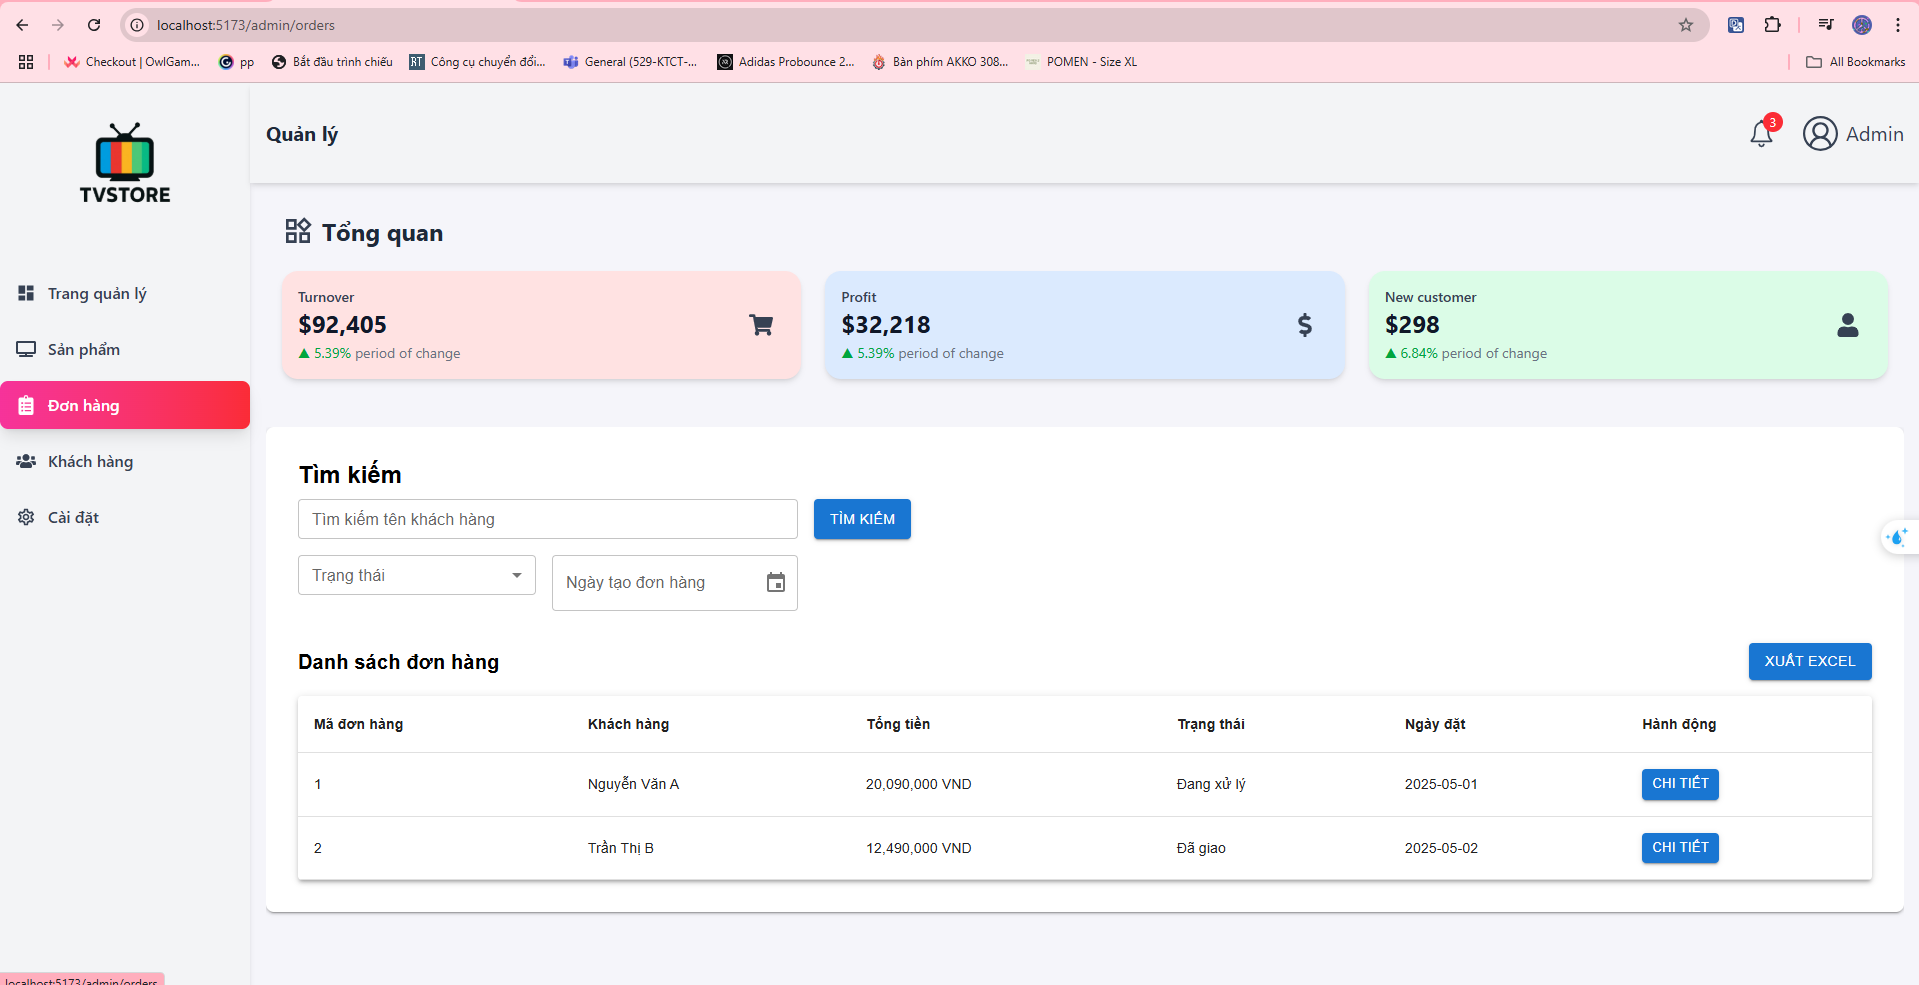 localhost:5173/admin/orders
Checkout | OwlGam...
pp
Bắt đầu trình chiếu
RT
Công cụ chuyển đổi...
General (529-KTCT-...
Adidas Probounce 2...
Bàn phím AKKO 308...
POMEN - Size XL
All Bookmarks
TVSTORE
Quản lý
3
Admin
Trang quản lý
Sản phẩm
Đơn hàng
Khách hàng
Cài đặt
Tổng quan
Turnover
$92,405
▲ 5.39% period of change
Profit
$32,218
▲ 5.39% period of change
$
New customer
$298
▲ 6.84% period of change
Tìm kiếm
Tìm kiếm tên khách hàng
TÌM KIẾM
Trạng thái
Ngày tạo đơn hàng
Danh sách đơn hàng
XUẤT EXCEL
Mã đơn hàng Khách hàng Tổng tiền Trạng thái Ngày đặt Hành động
1 Nguyễn Văn A 20,090,000 VND Đang xử lý 2025-05-01 CHI TIẾT
2 Trần Thị B 12,490,000 VND Đã giao 2025-05-02 CHI TIẾT
localhost:5173/admin/orders